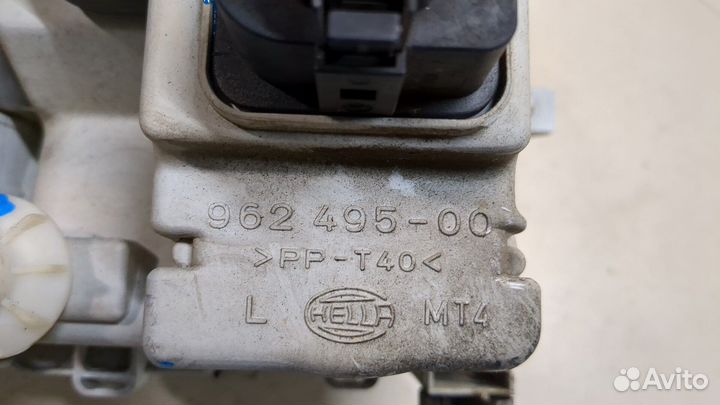 962 495-00
>PP-T40<
L HELLA MT4
Avito